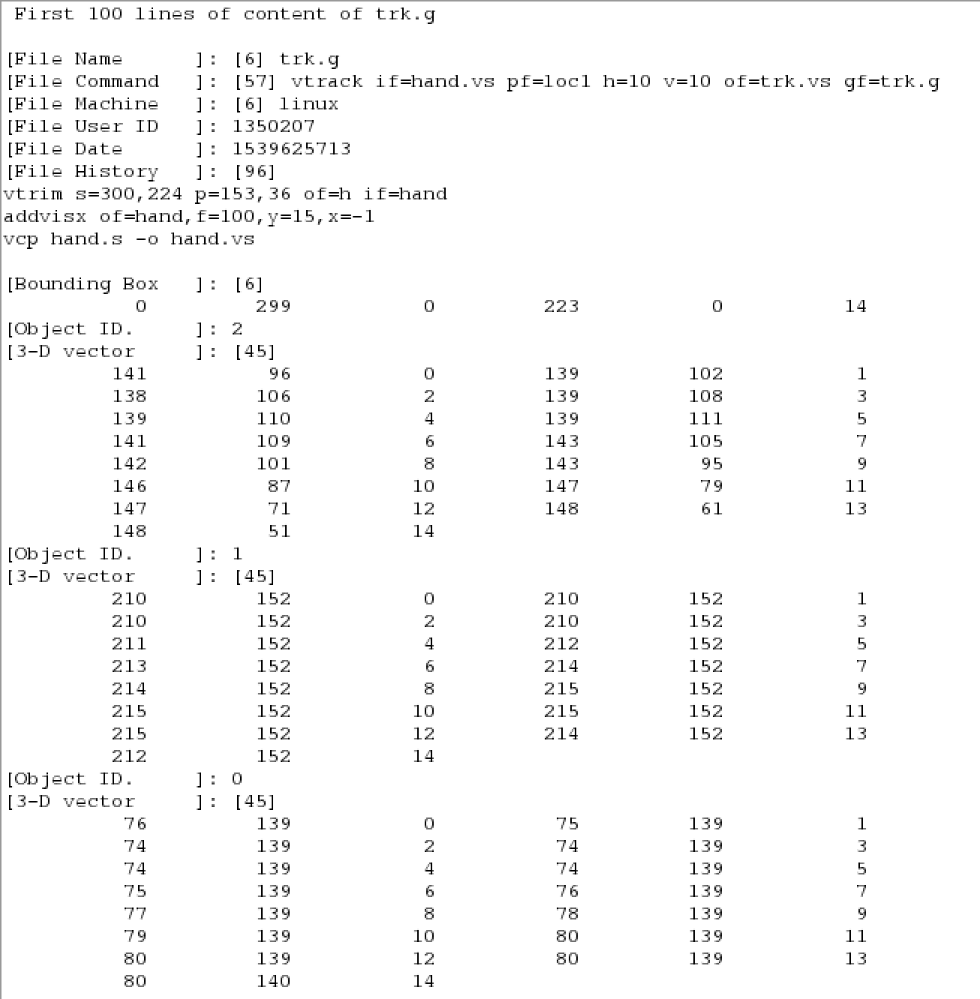 First 100 lines of content of trk.g
[File Name      ]: [6] trk.g
[File Command   ]: [57] vtrack if=hand.vs pf=loc1 h=10 v=10 of=trk.vs gf=trk.g
[File Machine   ]: [6] linux
[File User ID   ]: 1350207
[File Date      ]: 1539625713
[File History   ]: [96]
vtrim s=300,224 p=153,36 of=h if=hand
addvisx of=hand,f=100,y=15,x=-1
vcp hand.s -o hand.vs
[Bounding Box   ]: [6]
0 299 0 223 0 14
[Object ID.     ]: 2
[3-D vector     ]: [45]
141 96 0 139 102 1
138 106 2 139 108 3
139 110 4 139 111 5
141 109 6 143 105 7
142 101 8 143 95 9
146 87 10 147 79 11
147 71 12 148 61 13
148 51 14
[Object ID.     ]: 1
[3-D vector     ]: [45]
210 152 0 210 152 1
210 152 2 210 152 3
211 152 4 212 152 5
213 152 6 214 152 7
214 152 8 215 152 9
215 152 10 215 152 11
215 152 12 214 152 13
212 152 14
[Object ID.     ]: 0
[3-D vector     ]: [45]
76 139 0 75 139 1
74 139 2 74 139 3
74 139 4 74 139 5
75 139 6 76 139 7
77 139 8 78 139 9
79 139 10 80 139 11
80 139 12 80 139 13
80 140 14